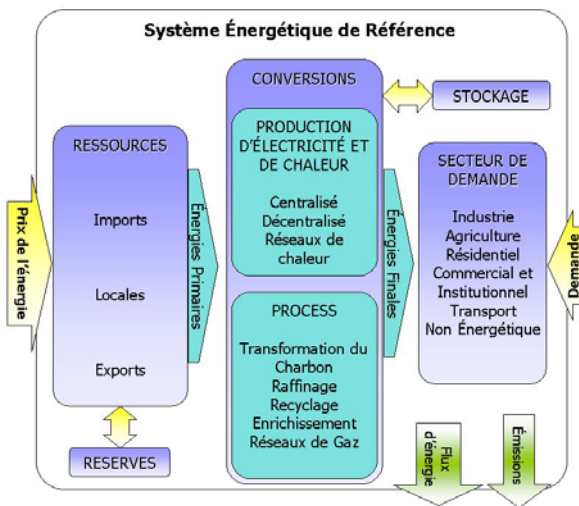 Système Énergétique de Référence
Prix de l'énergie
RESSOURCES
Imports
Locales
Exports
RESERVES
Énergies Primaires
CONVERSIONS
PRODUCTION
D'ÉLECTRICITÉ ET
DE CHALEUR
Centralisé
Décentralisé
Réseaux de
chaleur
PROCESS
Transformation du
Charbon
Raffinage
Recyclage
Enrichissement
Réseaux de Gaz
Énergies Finales
STOCKAGE
SECTEUR DE
DEMANDE
Industrie
Agriculture
Résidentiel
Commercial et
Institutionnel
Transport
Non Énergétique
Demande
Flux
d'énergie
Émissions